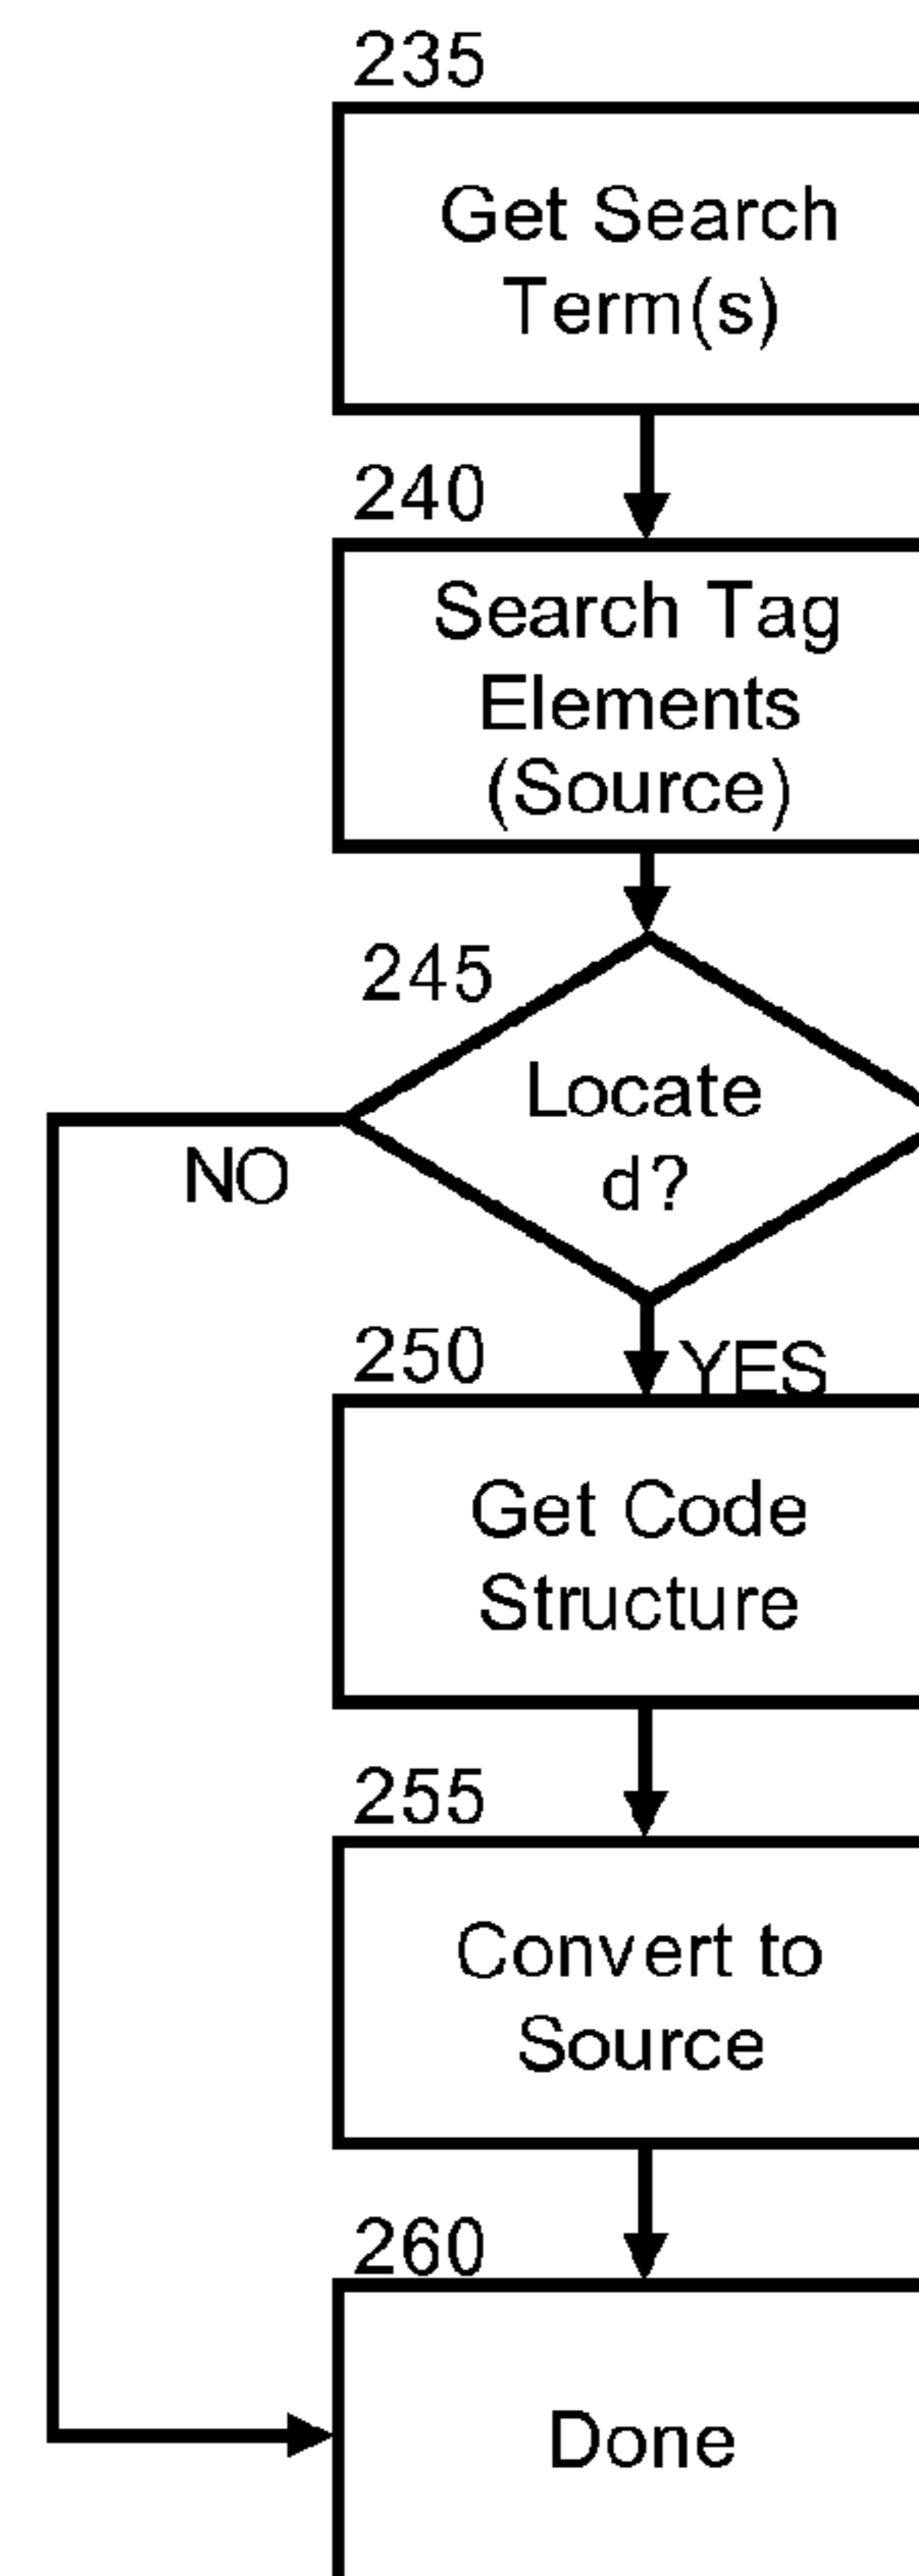 235
Get Search
Term(s)
240
Search Tag
Elements
(Source)
245
Locate
d?
NO
YES
250
Get Code
Structure
255
Convert to
Source
260
Done